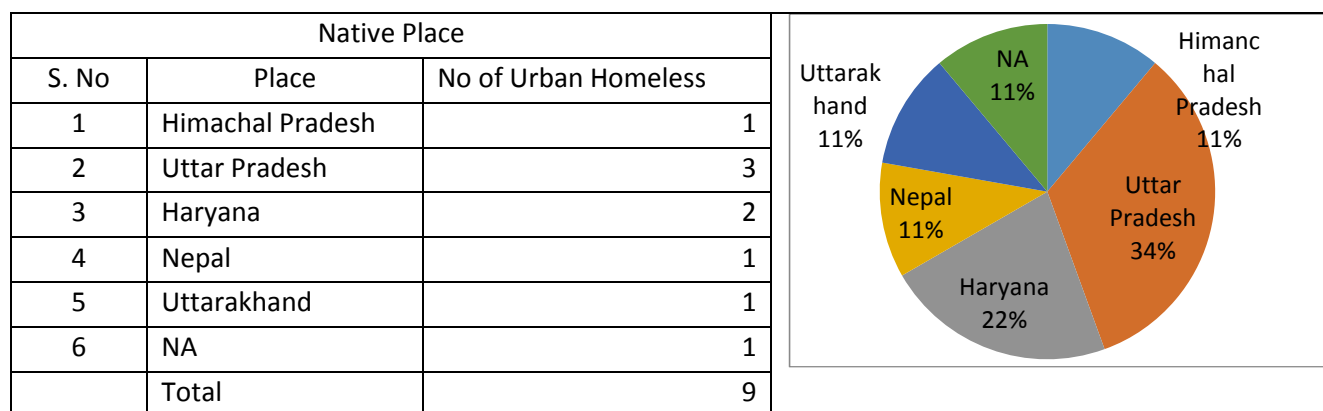 Native Place
S. No Place No of Urban Homeless
1 Himachal Pradesh 1
2 Uttar Pradesh 3
3 Haryana 2
4 Nepal 1
5 Uttarakhand 1
6 NA 1
Total 9
Himanc
hal
Pradesh
11%
Uttar
Pradesh
34%
Haryana
22%
Nepal
11%
Uttarak
hand
11%
NA
11%